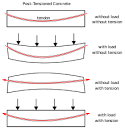 Post-Tensioned Concrete
tendon
without load
without tension
with load
without tension
without load
with tension
with load
with tension